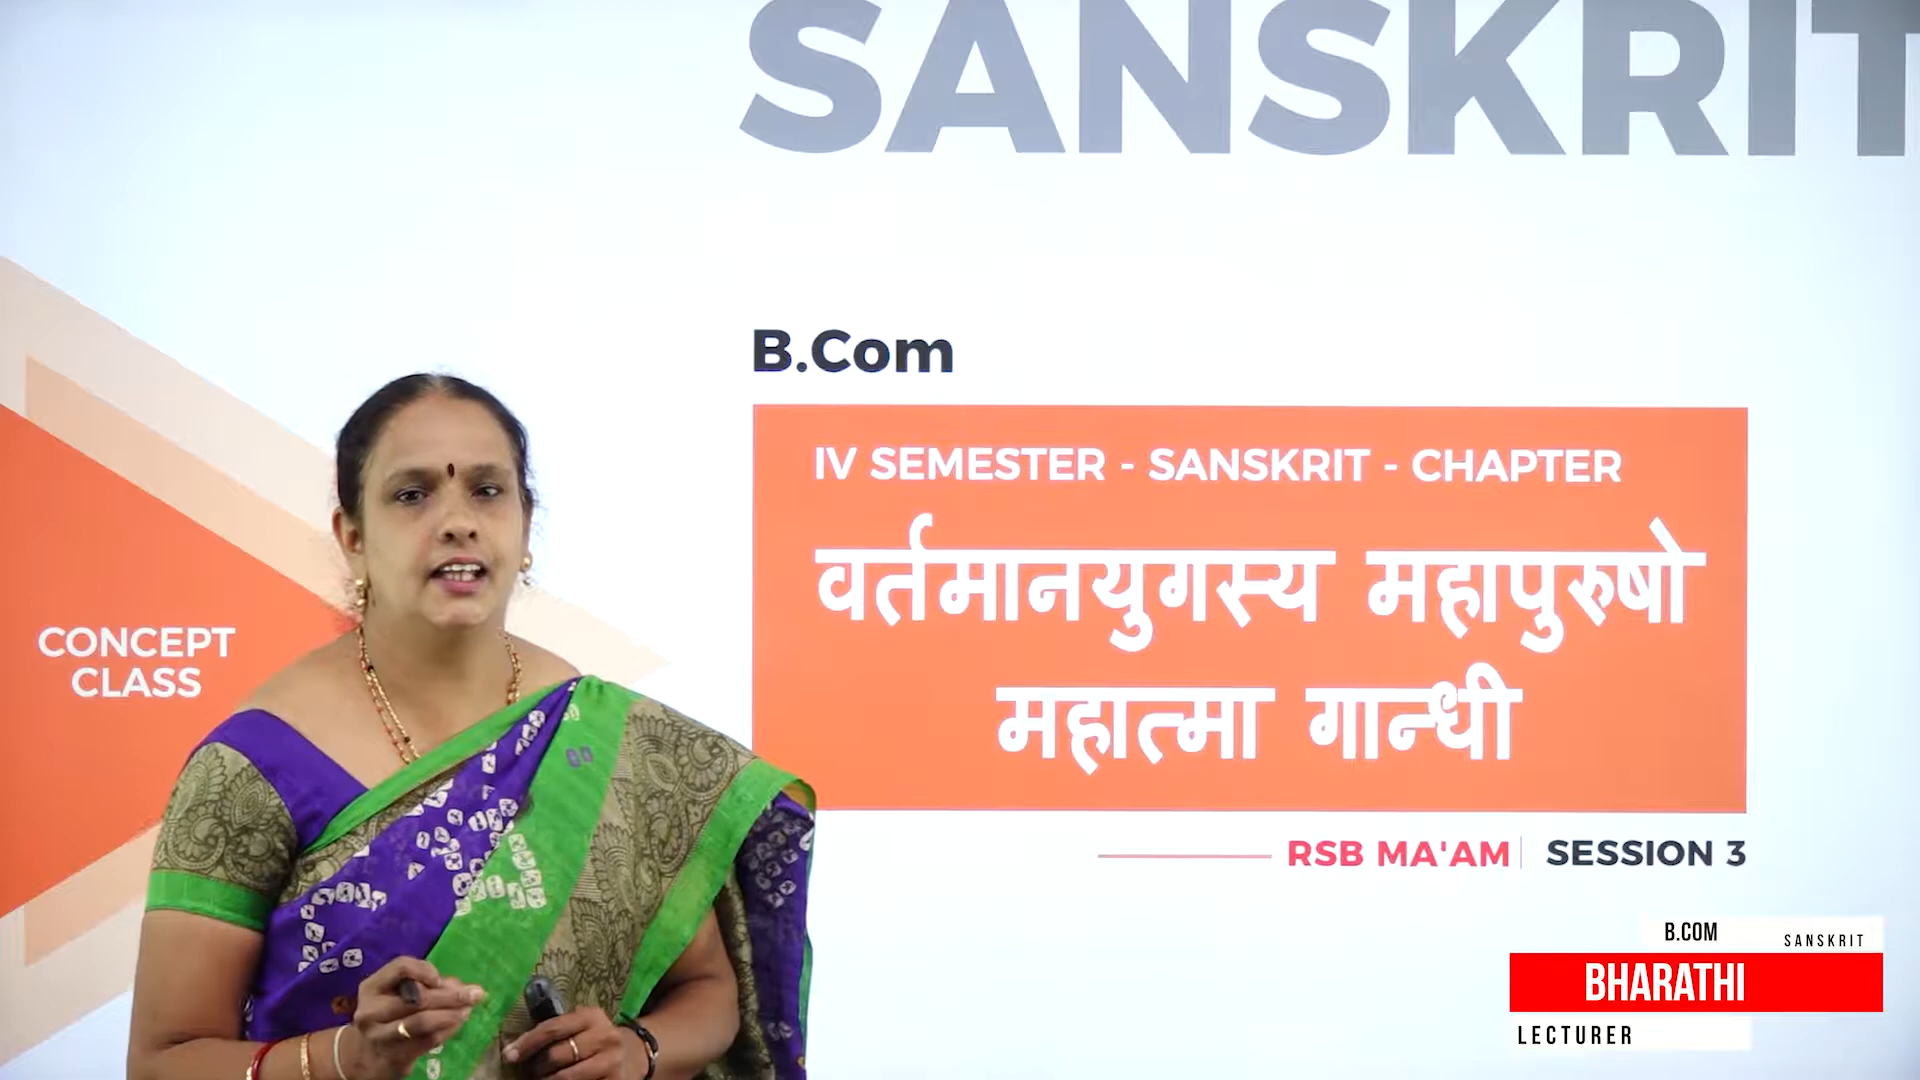 SANSKRIT
B.Com
IV SEMESTER - SANSKRIT - CHAPTER
वर्तमानयुगस्य महापुरुषो
महात्मा गान्धी
CONCEPT
CLASS
RSB MA'AM | SESSION 3
B.COM SANSKRIT
BHARATHI
LECTURER